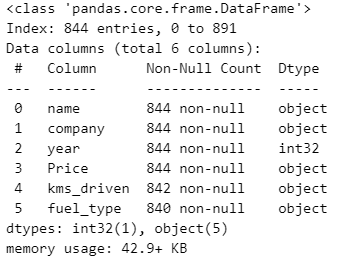 <class 'pandas.core.frame.DataFrame'>
Index: 844 entries, 0 to 891
Data columns (total 6 columns):
 #   Column      Non-Null Count  Dtype
---  ------      --------------  -----
 0   name        844 non-null    object
 1   company     844 non-null    object
 2   year        844 non-null    int32
 3   Price       844 non-null    object
 4   kms_driven  842 non-null    object
 5   fuel_type   840 non-null    object
dtypes: int32(1), object(5)
memory usage: 42.9+ KB